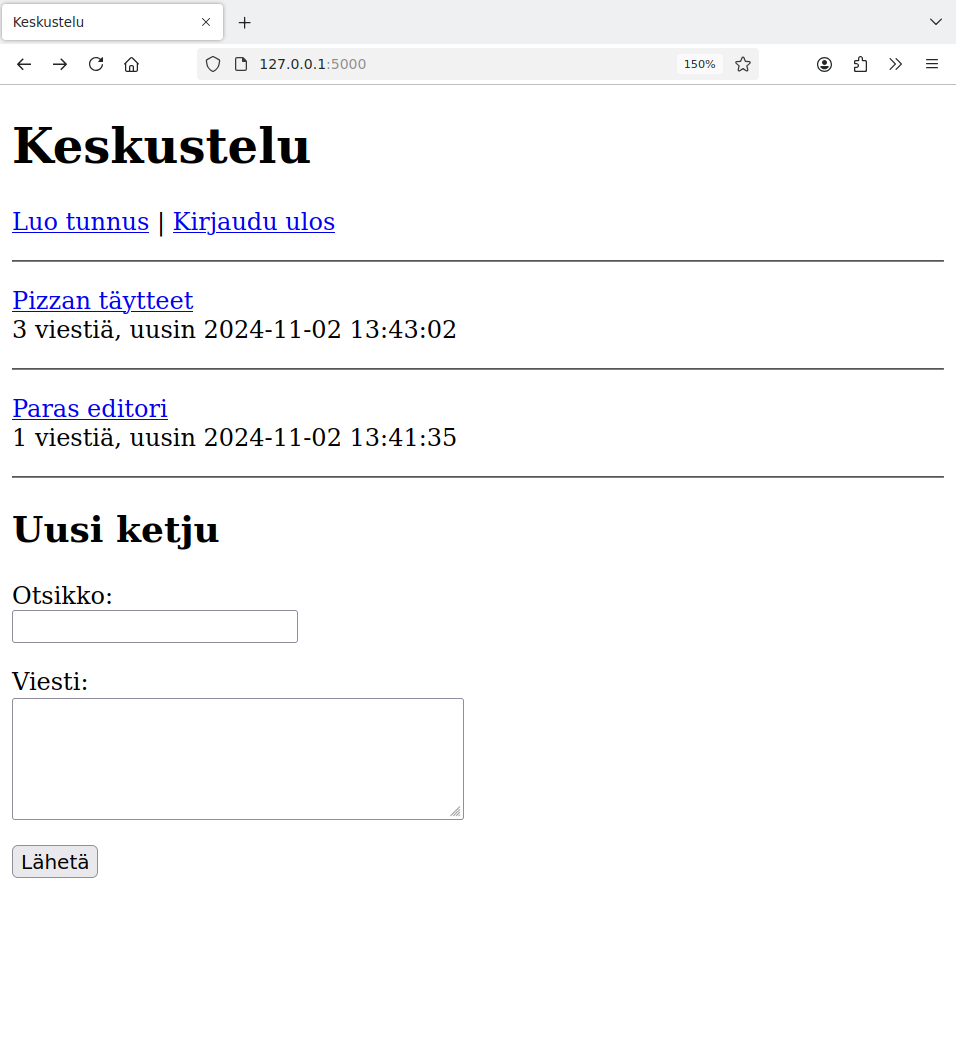 Keskustelu
127.0.0.1:5000
150%
Keskustelu
Luo tunnus | Kirjaudu ulos
Pizzan täytteet
3 viestiä, uusin 2024-11-02 13:43:02
Paras editori
1 viestiä, uusin 2024-11-02 13:41:35
Uusi ketju
Otsikko:
Viesti:
Lähetä